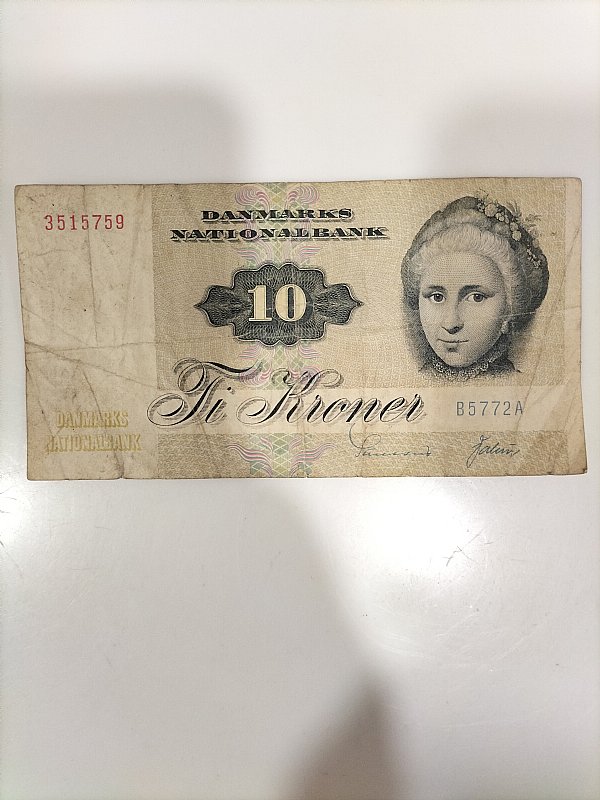 3515759
DANMARKS
NATIONALBANK
10
Ti Kroner
B5772A
DANMARKS
NATIONALBANK